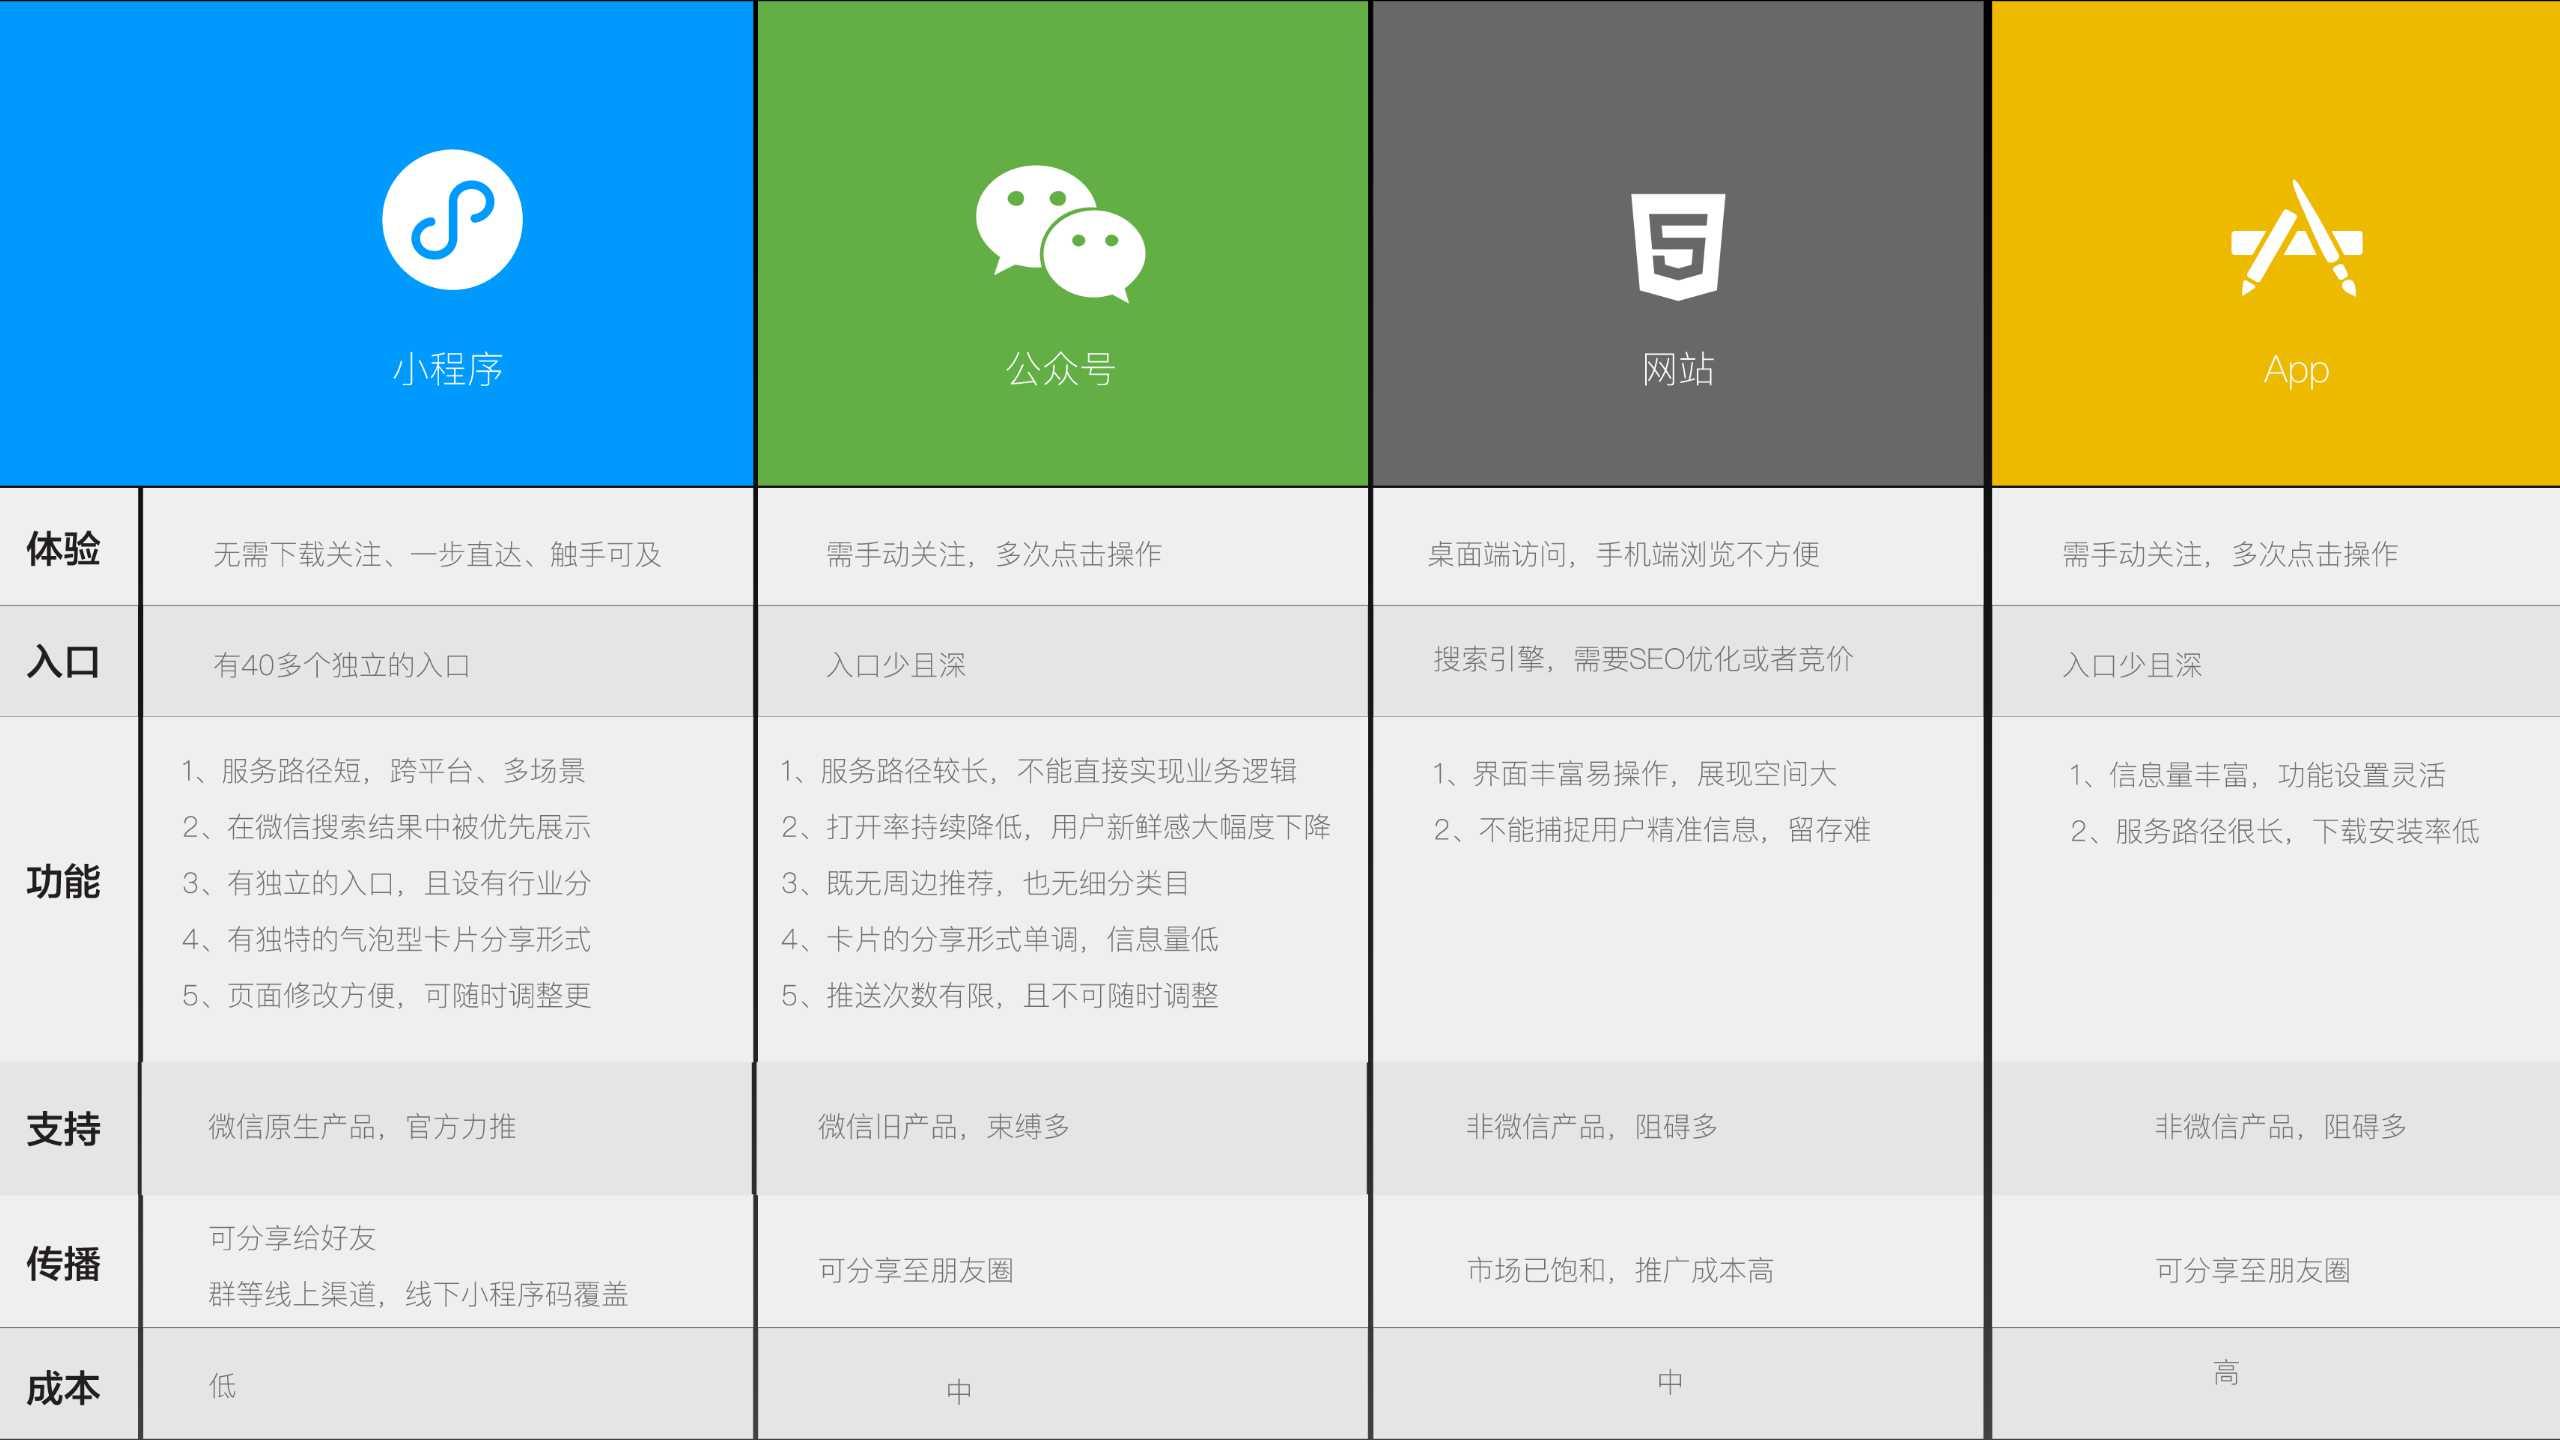 小程序
公众号
网站
App
体验
无需下载关注、一步直达、触手可及
需手动关注，多次点击操作
桌面端访问，手机端浏览不方便
需手动关注，多次点击操作
入口
有40多个独立的入口
入口少且深
搜索引擎，需要SEO优化或者竞价
入口少且深
功能
1、服务路径短，跨平台、多场景
2、在微信搜索结果中被优先展示
3、有独立的入口，且设有行业分
4、有独特的气泡型卡片分享形式
5、页面修改方便，可随时调整更
1、服务路径较长，不能直接实现业务逻辑
2、打开率持续降低，用户新鲜感大幅度下降
3、既无周边推荐，也无细分类目
4、卡片的分享形式单调，信息量低
5、推送次数有限，且不可随时调整
1、界面丰富易操作，展现空间大
2、不能捕捉用户精准信息，留存难
1、信息量丰富，功能设置灵活
2、服务路径很长，下载安装率低
支持
微信原生产品，官方力推
微信旧产品，束缚多
非微信产品，阻碍多
非微信产品，阻碍多
传播
可分享给好友
群等线上渠道，线下小程序码覆盖
可分享至朋友圈
市场已饱和，推广成本高
可分享至朋友圈
成本
低
中
中
高